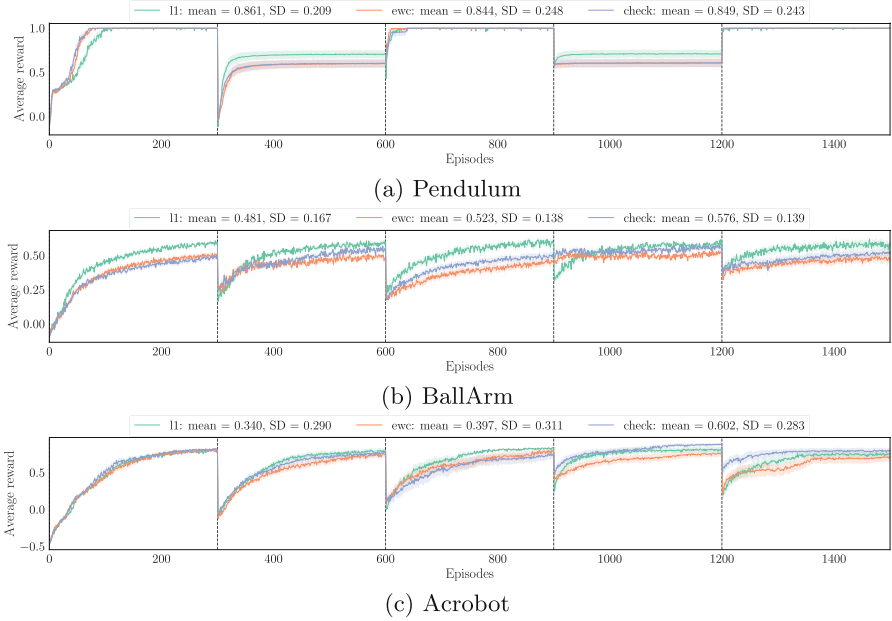 l1: mean = 0.861, SD = 0.209 ewc: mean = 0.844, SD = 0.248 check: mean = 0.849, SD = 0.243
Average reward
1.0
0.5
0.0
0 200 400 600 800 1000 1200 1400
Episodes
(a) Pendulum
l1: mean = 0.481, SD = 0.167 ewc: mean = 0.523, SD = 0.138 check: mean = 0.576, SD = 0.139
Average reward
0.50
0.25
0.00
0 200 400 600 800 1000 1200 1400
Episodes
(b) BallArm
l1: mean = 0.340, SD = 0.290 ewc: mean = 0.397, SD = 0.311 check: mean = 0.602, SD = 0.283
Average reward
0.5
0.0
−0.5
0 200 400 600 800 1000 1200 1400
Episodes
(c) Acrobot